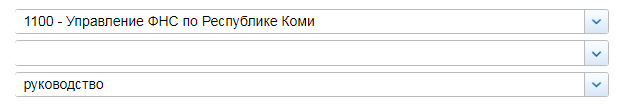 1100 - Управление ФНС по Республике Коми
руководство